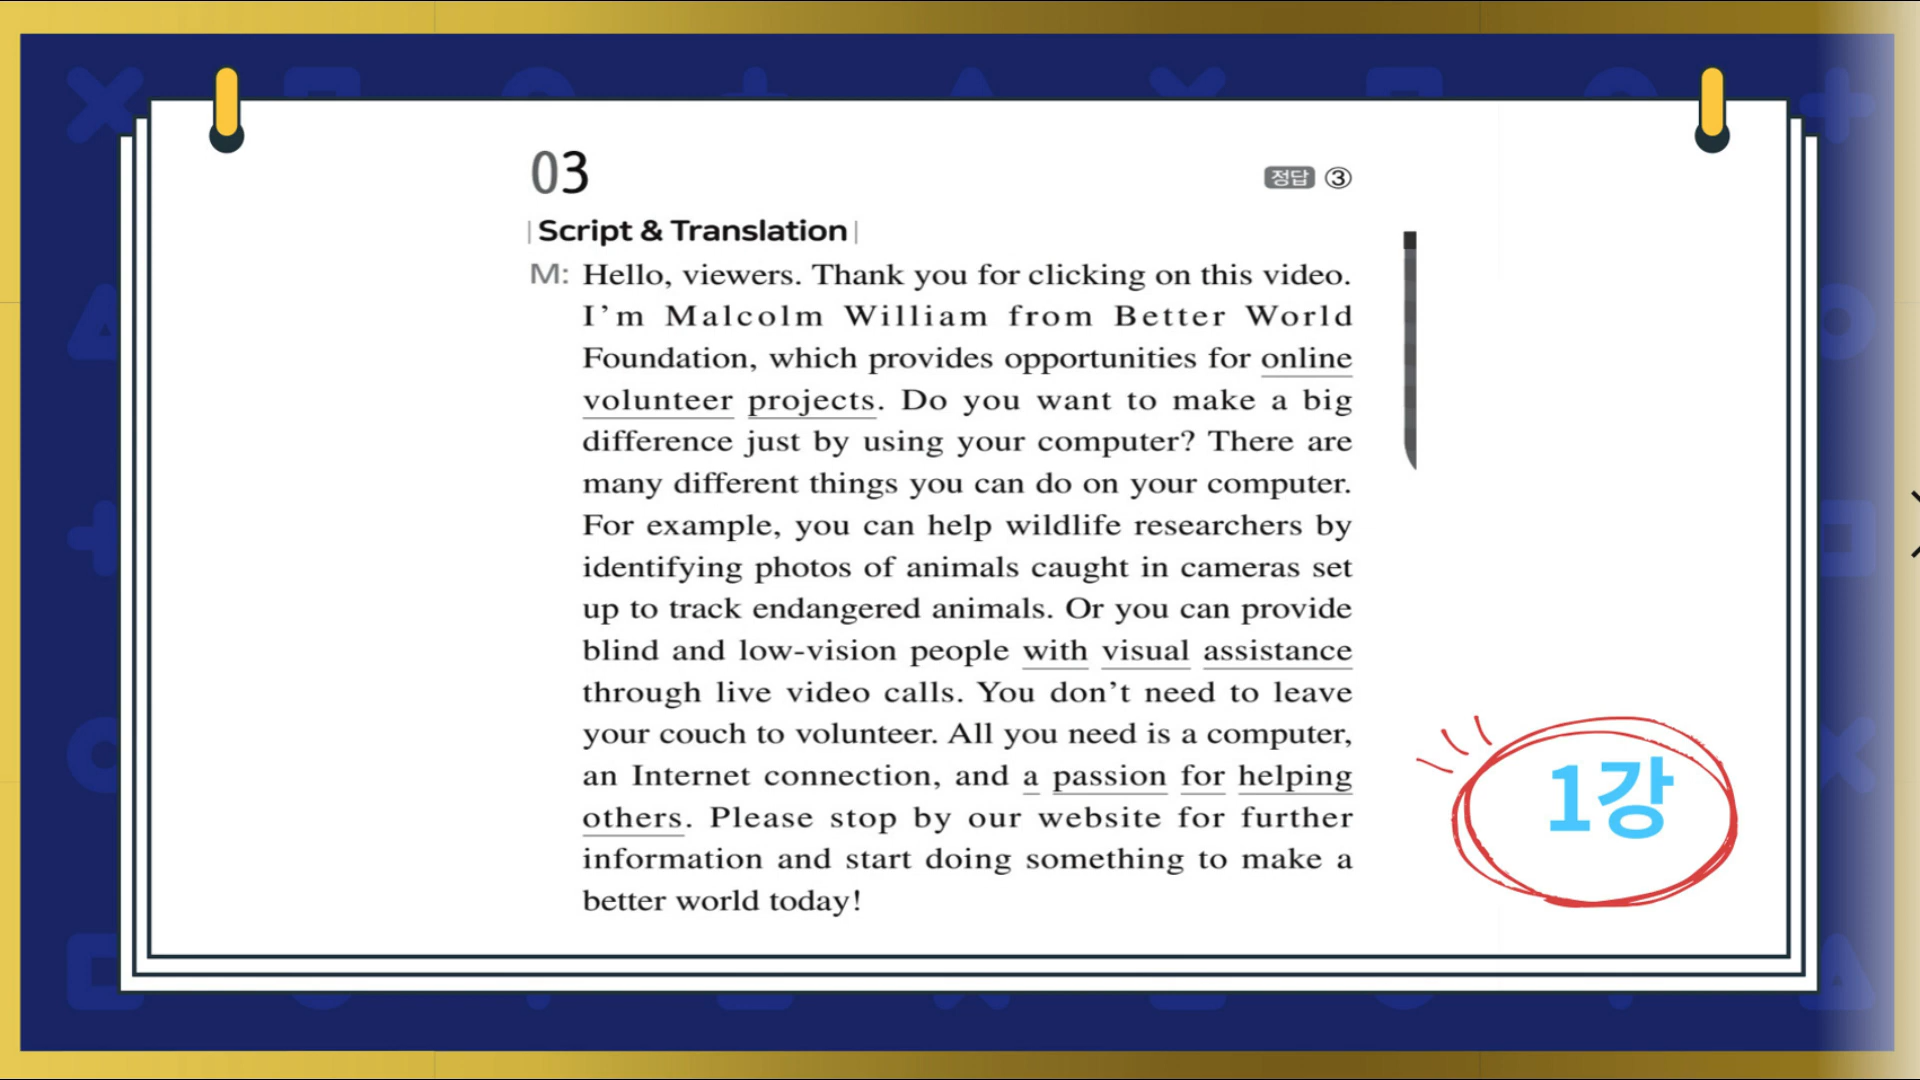 03
정답 ③
Script & Translation
M: Hello, viewers. Thank you for clicking on this video.
I’m Malcolm William from Better World
Foundation, which provides opportunities for online
volunteer projects. Do you want to make a big
difference just by using your computer? There are
many different things you can do on your computer.
For example, you can help wildlife researchers by
identifying photos of animals caught in cameras set
up to track endangered animals. Or you can provide
blind and low-vision people with visual assistance
through live video calls. You don’t need to leave
your couch to volunteer. All you need is a computer,
an Internet connection, and a passion for helping
others. Please stop by our website for further
information and start doing something to make a
better world today!
1강